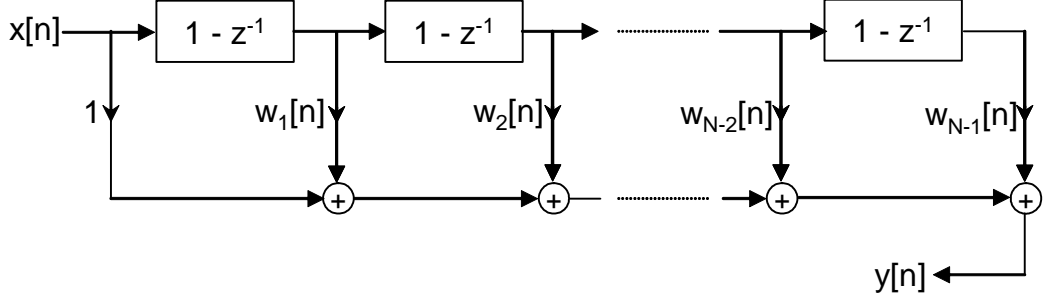 x[n] 1 - z⁻¹ 1 - z⁻¹ 1 - z⁻¹
1 w₁[n] w₂[n] w_{N-2}[n] w_{N-1}[n]
+ + + +
y[n]